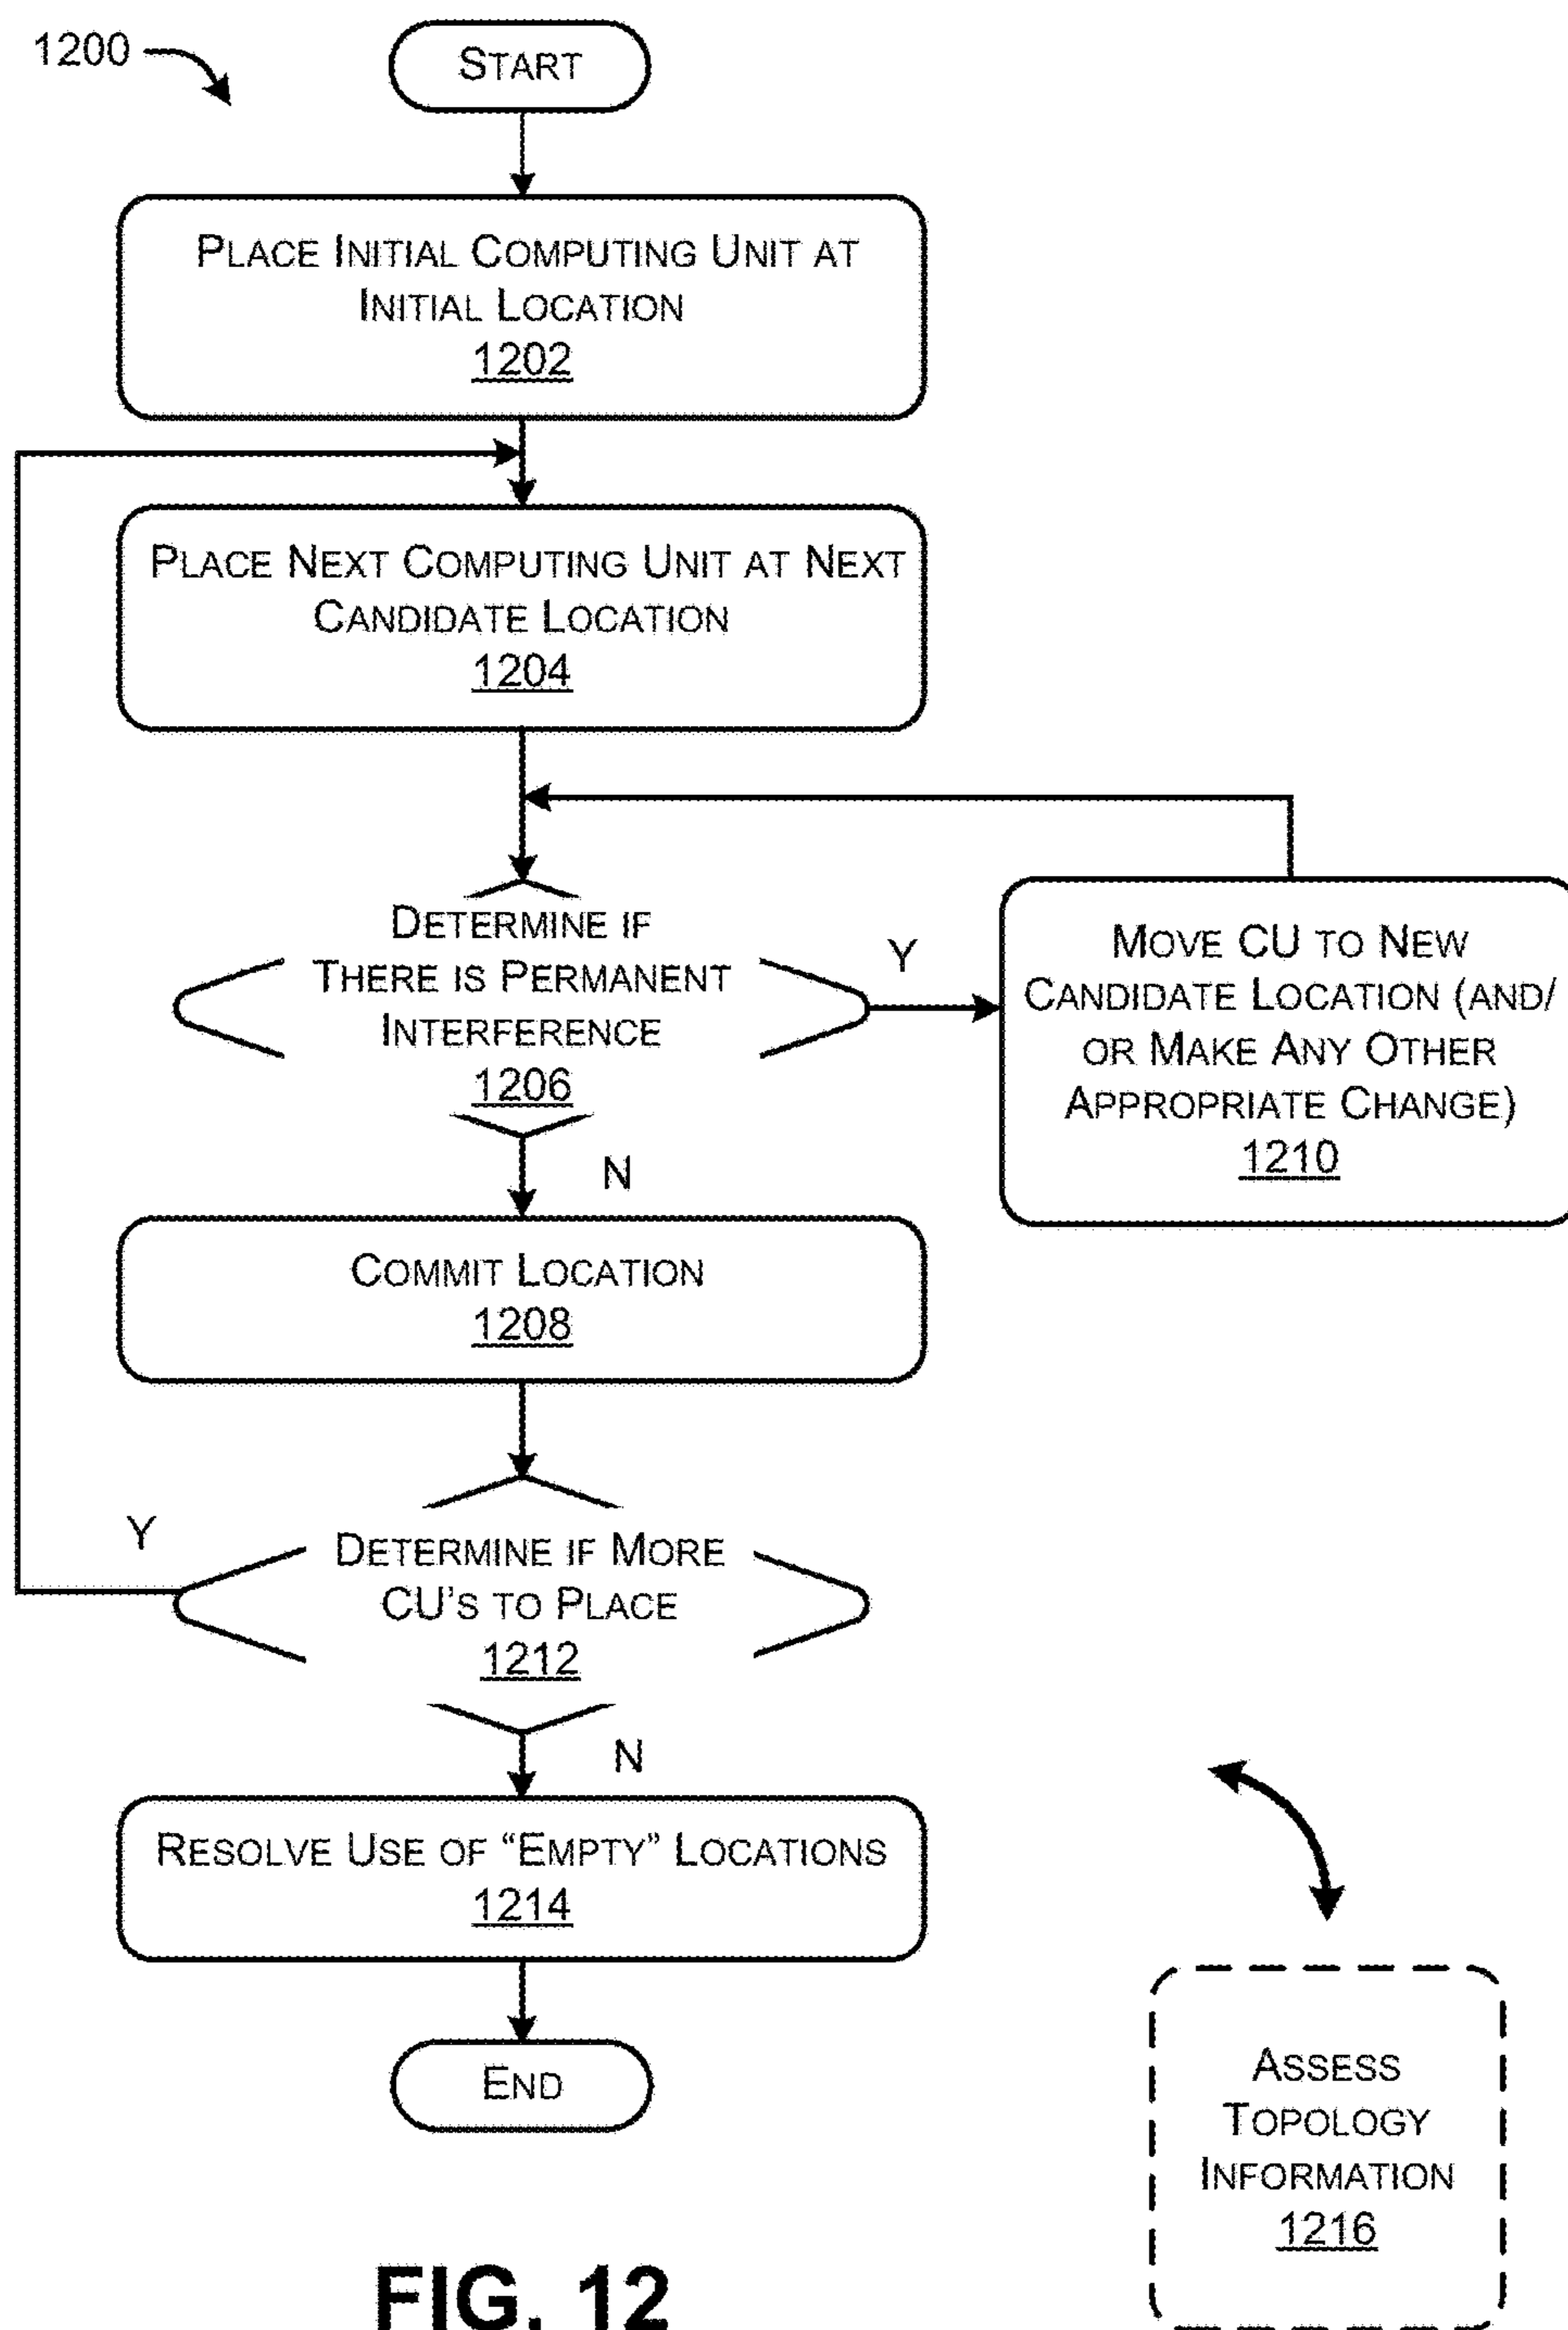 1200
START
PLACE INITIAL COMPUTING UNIT AT
INITIAL LOCATION
1202
PLACE NEXT COMPUTING UNIT AT NEXT
CANDIDATE LOCATION
1204
DETERMINE IF
THERE IS PERMANENT
INTERFERENCE
1206
Y
MOVE CU TO NEW
CANDIDATE LOCATION (AND/
OR MAKE ANY OTHER
APPROPRIATE CHANGE)
1210
N
COMMIT LOCATION
1208
Y
DETERMINE IF MORE
CU'S TO PLACE
1212
N
RESOLVE USE OF “EMPTY” LOCATIONS
1214
END
ASSESS
TOPOLOGY
INFORMATION
1216
FIG. 12